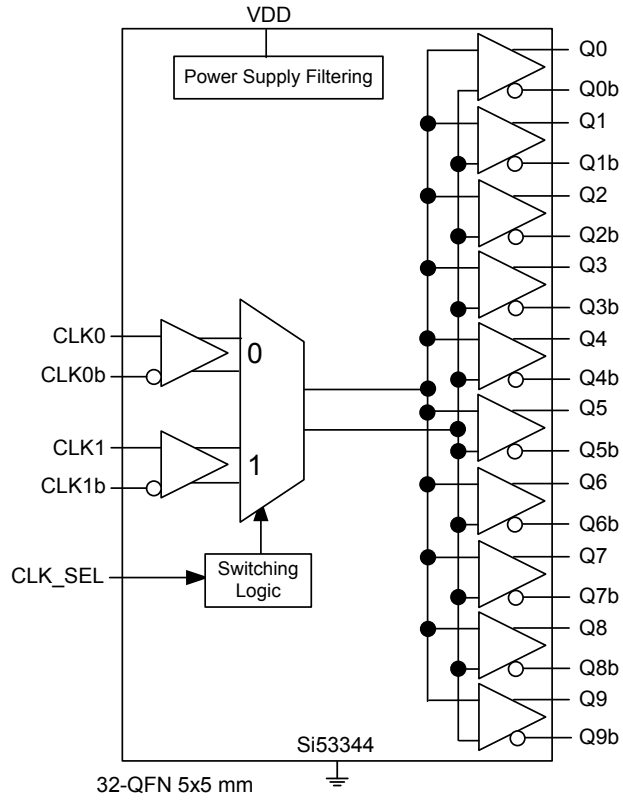 VDD
Power Supply Filtering
Q0
Q0b
Q1
Q1b
Q2
Q2b
Q3
Q3b
CLK0
CLK0b
0
Q4
Q4b
Q5
CLK1
CLK1b
1
Q5b
Q6
Q6b
CLK_SEL
Switching
Logic
Q7
Q7b
Q8
Q8b
Q9
Q9b
Si53344
32-QFN 5x5 mm